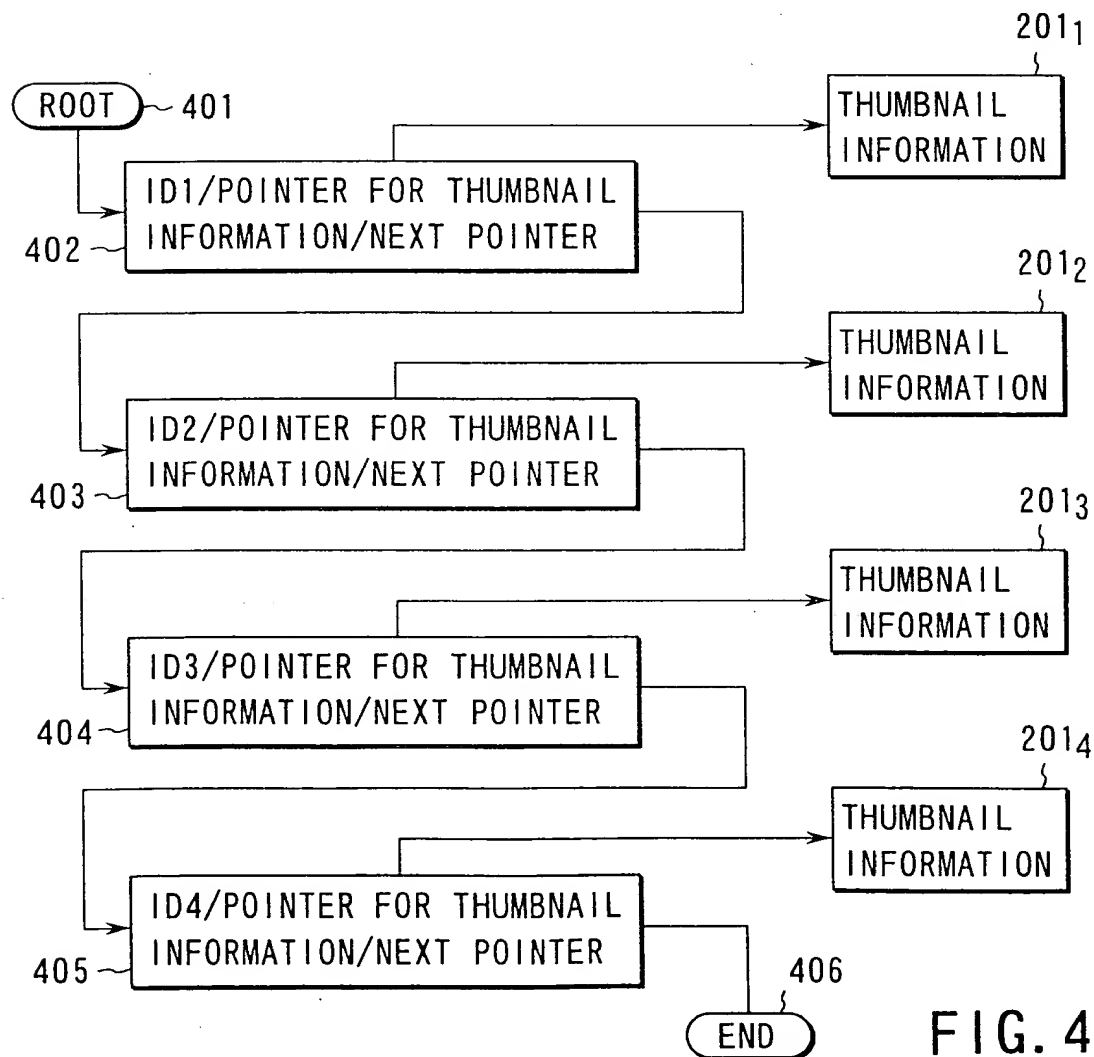 201₁
ROOT
401
THUMBNAIL
INFORMATION
ID1/POINTER FOR THUMBNAIL
INFORMATION/NEXT POINTER
402
201₂
THUMBNAIL
INFORMATION
ID2/POINTER FOR THUMBNAIL
INFORMATION/NEXT POINTER
403
201₃
THUMBNAIL
INFORMATION
ID3/POINTER FOR THUMBNAIL
INFORMATION/NEXT POINTER
404
201₄
THUMBNAIL
INFORMATION
ID4/POINTER FOR THUMBNAIL
INFORMATION/NEXT POINTER
405
406
END
FIG. 4